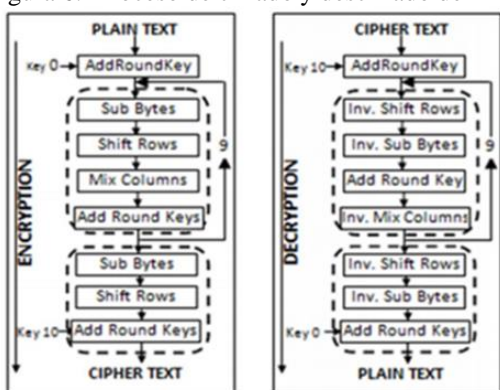 PLAIN TEXT
Key 0
AddRoundKey
Sub Bytes
Shift Rows
Mix Columns
Add Round Keys
9
Sub Bytes
Shift Rows
Key 10
Add Round Keys
CIPHER TEXT
ENCRYPTION
CIPHER TEXT
Key 10
AddRoundKey
Inv. Shift Rows
Inv. Sub Bytes
Add Round Key
Inv. Mix Columns
9
Inv. Shift Rows
Inv. Sub Bytes
Key 0
Add Round Keys
PLAIN TEXT
DECRYPTION